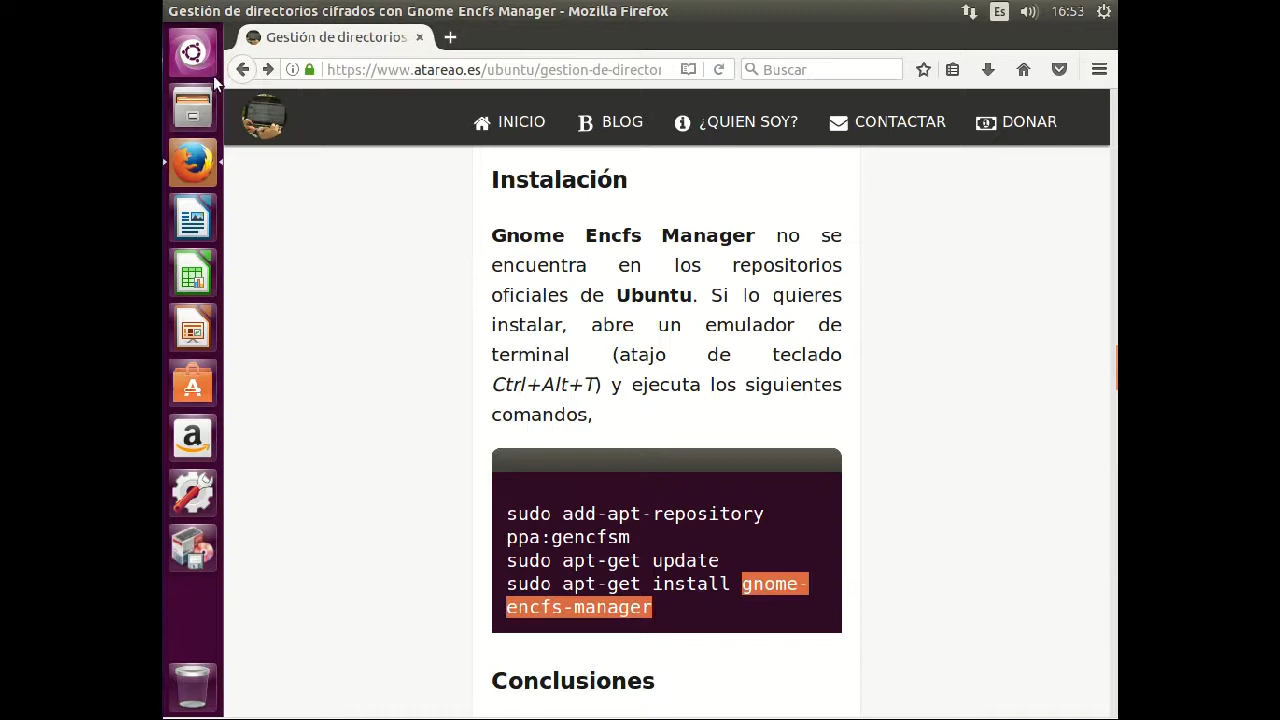 Gestión de directorios cifrados con Gnome Encfs Manager - Mozilla Firefox
Es
16:53
Gestión de directorios
https://www.atareao.es/ubuntu/gestion-de-director
Buscar
INICIO
BLOG
¿QUIEN SOY?
CONTACTAR
DONAR
Instalación
Gnome Encfs Manager no se
encuentra en los repositorios
oficiales de Ubuntu. Si lo quieres
instalar, abre un emulador de
terminal (atajo de teclado
Ctrl+Alt+T) y ejecuta los siguientes
comandos,
sudo add-apt-repository
ppa:gencfsm
sudo apt-get update
sudo apt-get install gnome-
encfs-manager
Conclusiones